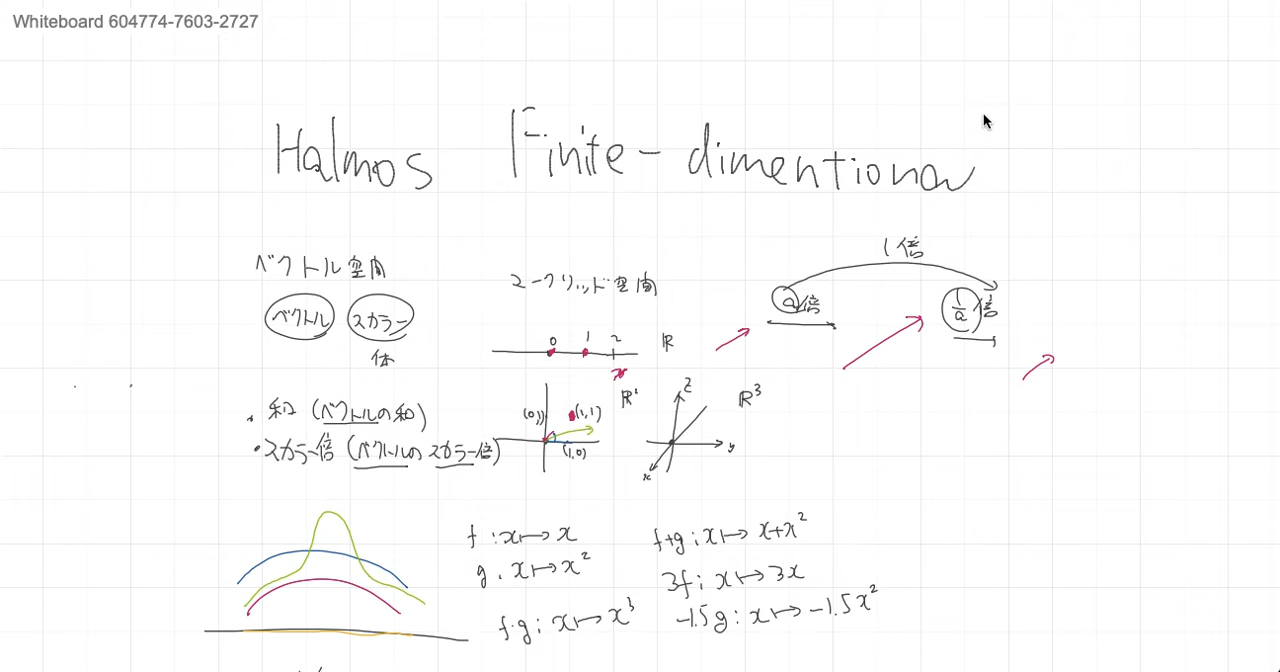 Whiteboard 604774-7603-2727
Halmos Finite-dimentional
ベクトル空間
ベクトル スカラー
体
・和 (ベクトルの和)
・スカラー倍 (ベクトルのスカラー倍)
ユークリッド空間
0 1 2 ℝ
(0,1) (1,1)
(1,0)
z ℝ³
y
x
1倍
a倍 1/a倍
f : x ↦ x
g : x ↦ x²
f·g : x ↦ x³
f+g : x ↦ x+x²
3f : x ↦ 3x
-1.5g : x ↦ -1.5x²